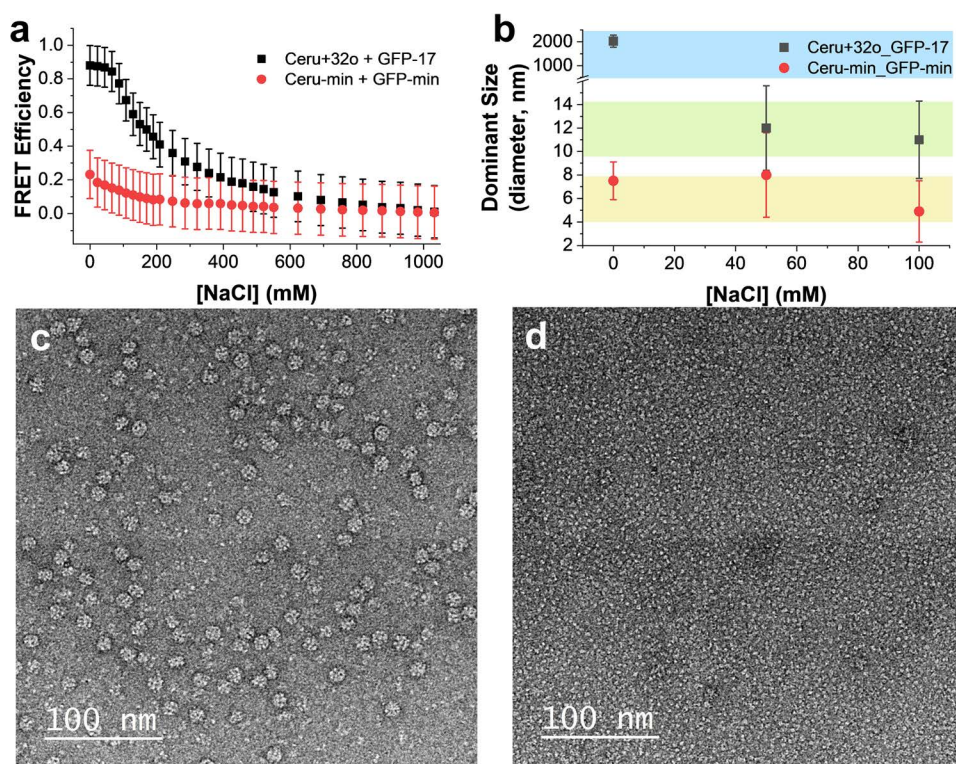 a
Ceru+32o + GFP-17
Ceru-min + GFP-min
FRET Efficiency
1.0
0.8
0.6
0.4
0.2
0.0
0 200 400 600 800 1000
[NaCl] (mM)
b
Ceru+32o_GFP-17
Ceru-min_GFP-min
Dominant Size
(diameter, nm)
2000
1000
14
12
10
8
6
4
2
0 20 40 60 80 100
[NaCl] (mM)
c
100 nm
d
100 nm